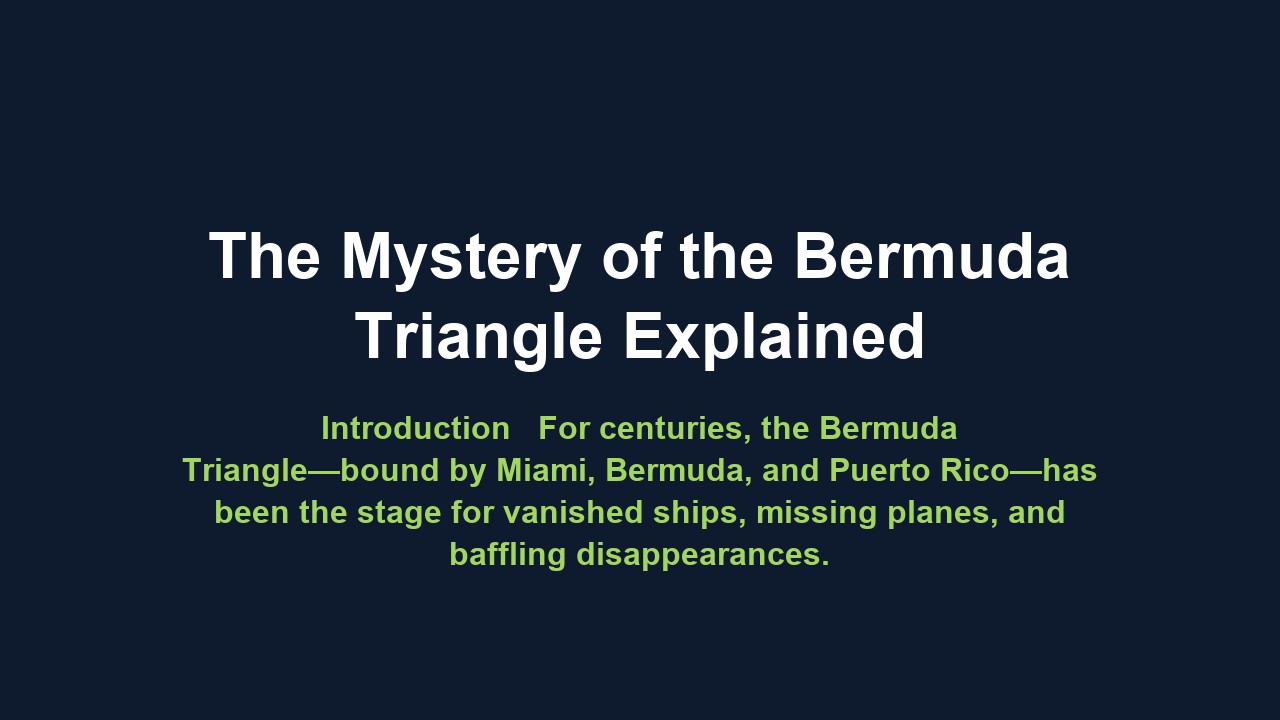 The Mystery of the Bermuda
Triangle Explained
Introduction   For centuries, the Bermuda
Triangle—bound by Miami, Bermuda, and Puerto Rico—has
been the stage for vanished ships, missing planes, and
baffling disappearances.